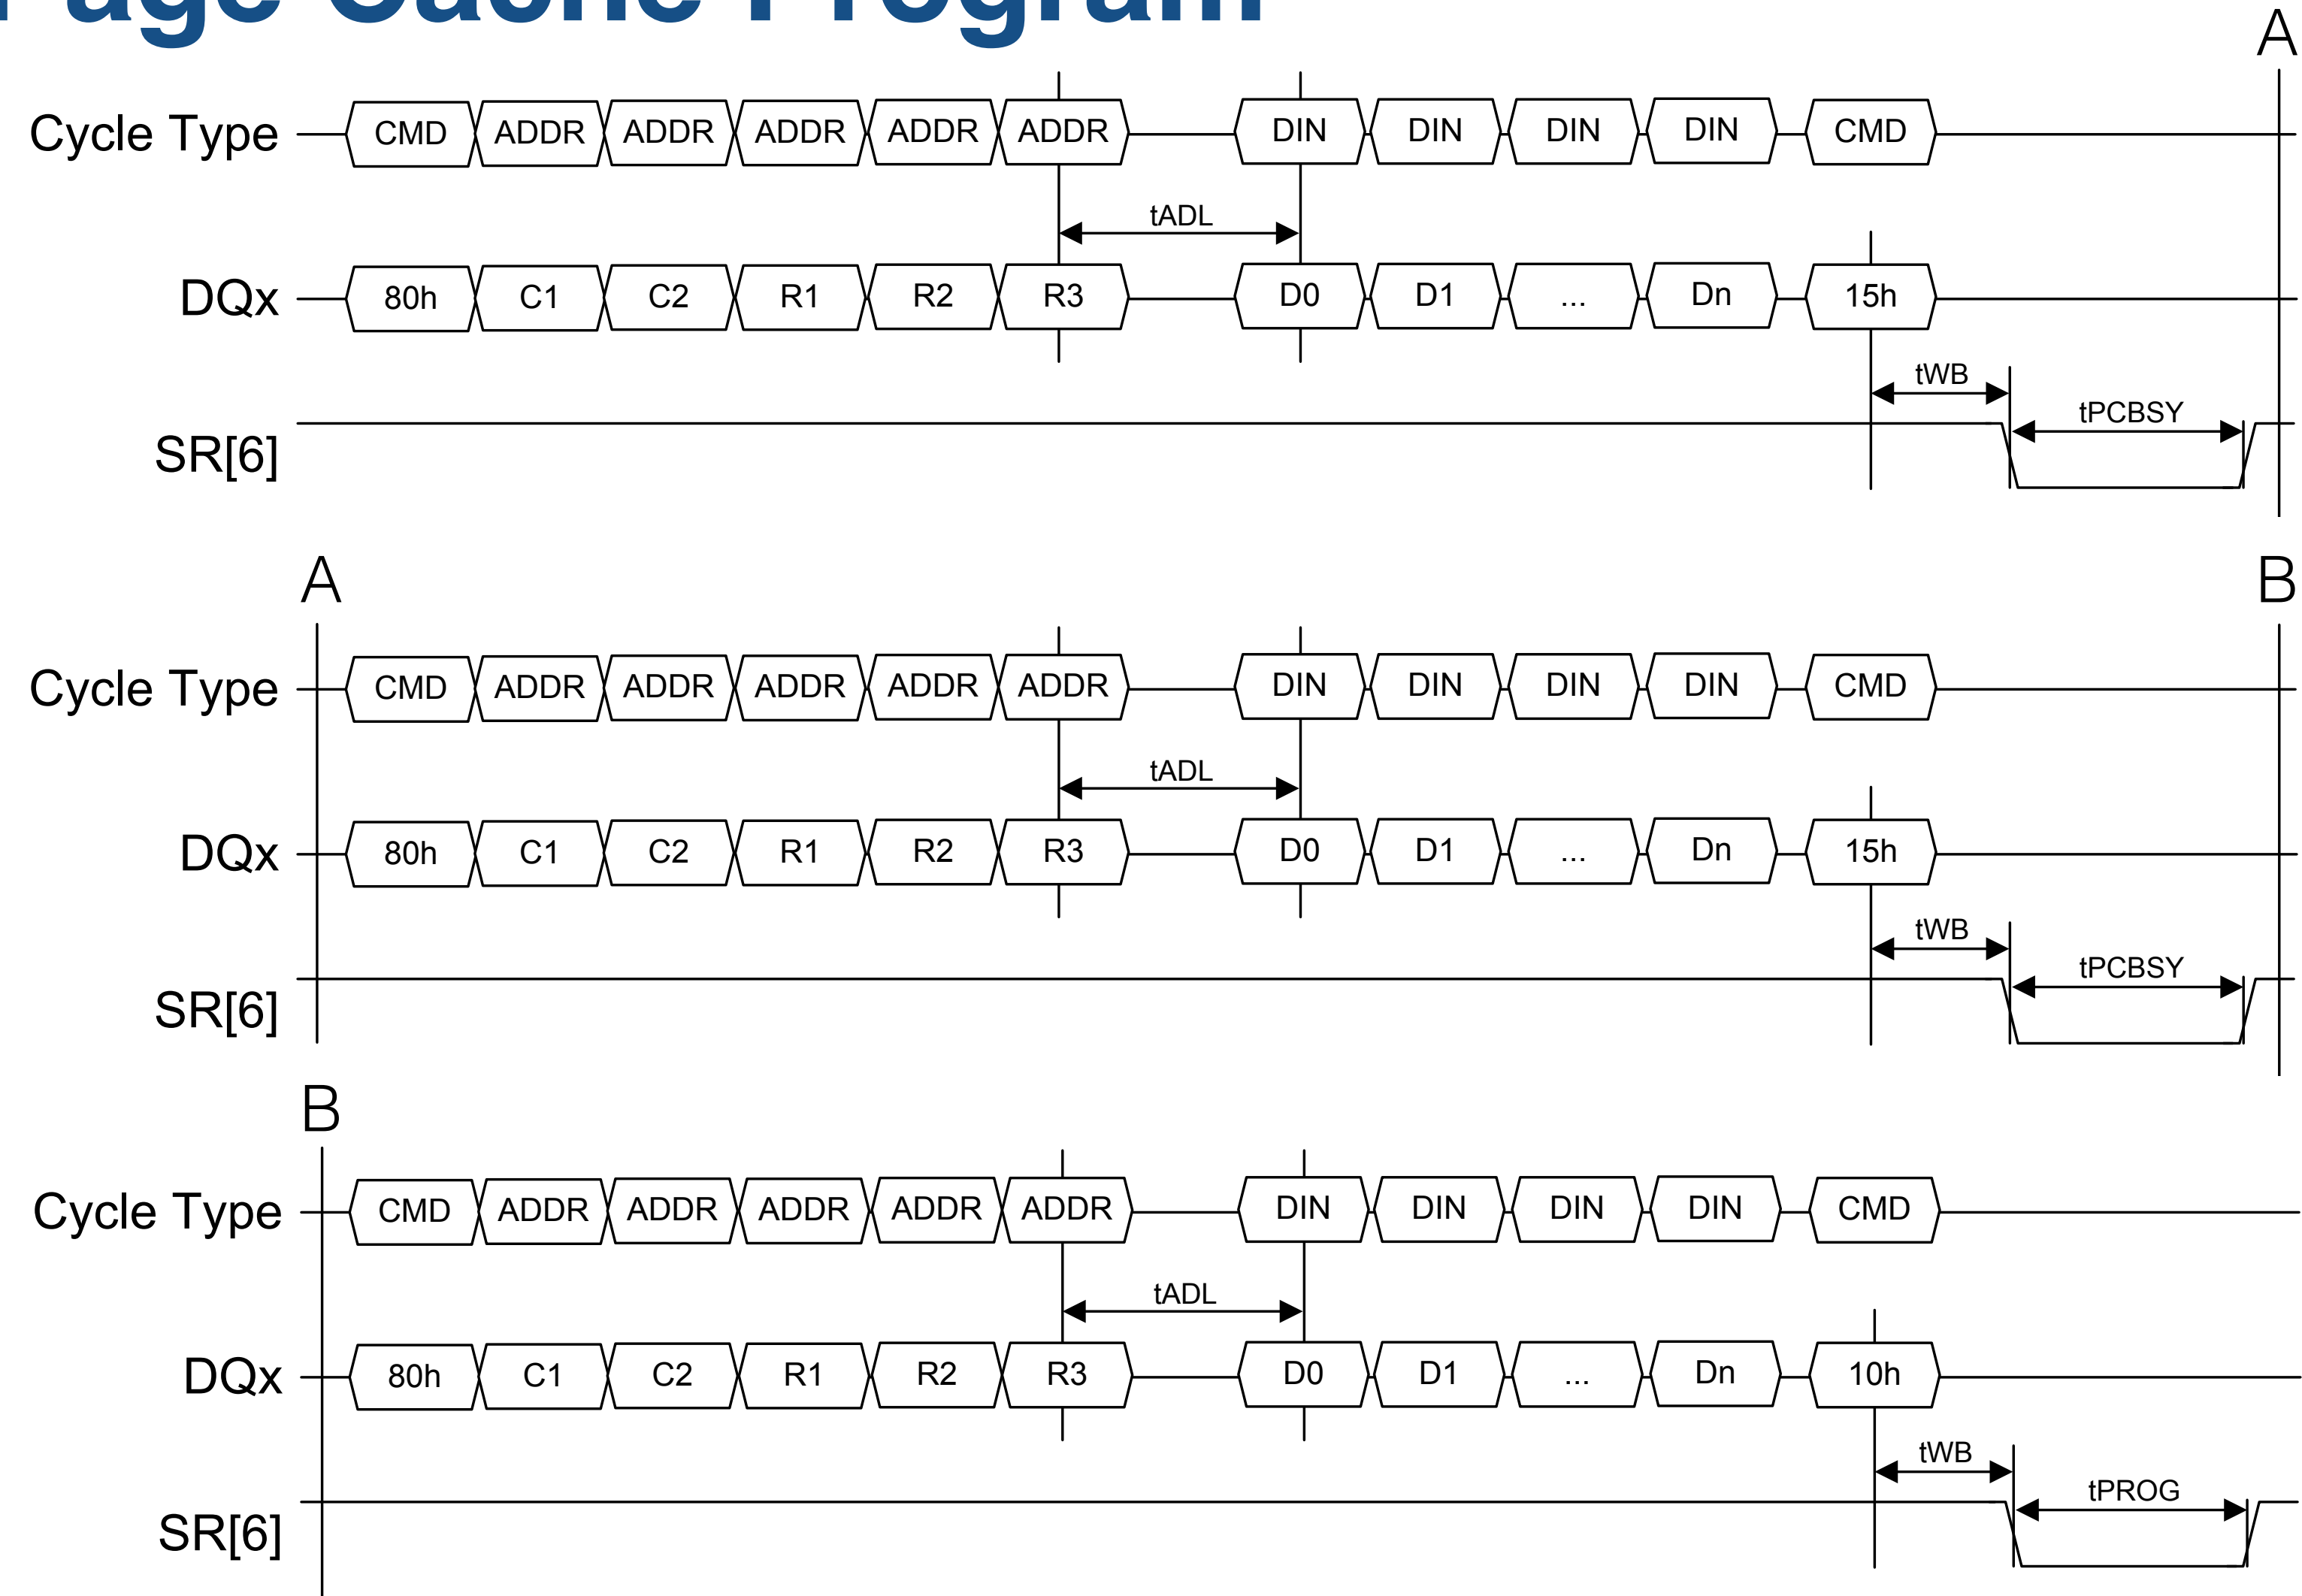 Page Cache Program
A
Cycle Type CMD ADDR ADDR ADDR ADDR ADDR DIN DIN DIN DIN CMD
tADL
DQx 80h C1 C2 R1 R2 R3 D0 D1 ... Dn 15h
tWB
tPCBSY
SR[6]
A B
Cycle Type CMD ADDR ADDR ADDR ADDR ADDR DIN DIN DIN DIN CMD
tADL
DQx 80h C1 C2 R1 R2 R3 D0 D1 ... Dn 15h
tWB
tPCBSY
SR[6]
B
Cycle Type CMD ADDR ADDR ADDR ADDR ADDR DIN DIN DIN DIN CMD
tADL
DQx 80h C1 C2 R1 R2 R3 D0 D1 ... Dn 10h
tWB
tPROG
SR[6]